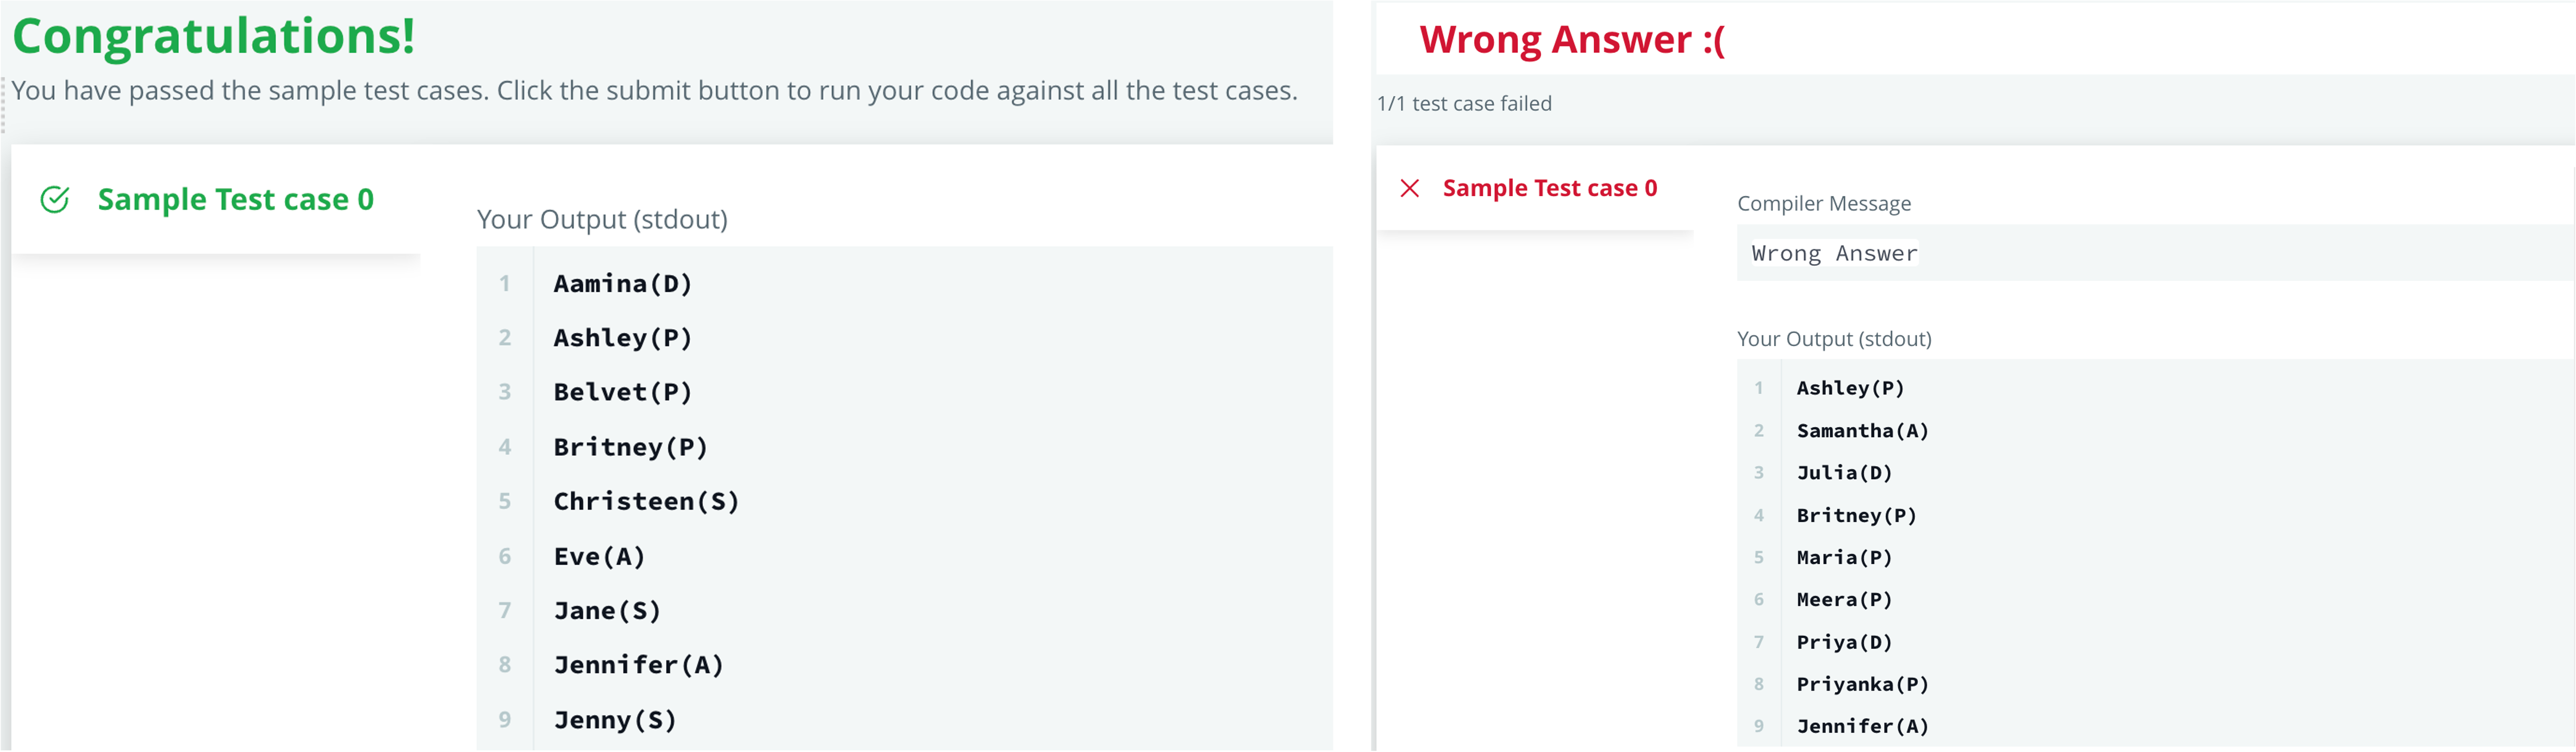 Congratulations!
You have passed the sample test cases. Click the submit button to run your code against all the test cases.
Sample Test case 0
Your Output (stdout)
1 Aamina(D)
2 Ashley(P)
3 Belvet(P)
4 Britney(P)
5 Christeen(S)
6 Eve(A)
7 Jane(S)
8 Jennifer(A)
9 Jenny(S)
Wrong Answer :(
1/1 test case failed
Sample Test case 0
Compiler Message
Wrong Answer
Your Output (stdout)
1 Ashley(P)
2 Samantha(A)
3 Julia(D)
4 Britney(P)
5 Maria(P)
6 Meera(P)
7 Priya(D)
8 Priyanka(P)
9 Jennifer(A)